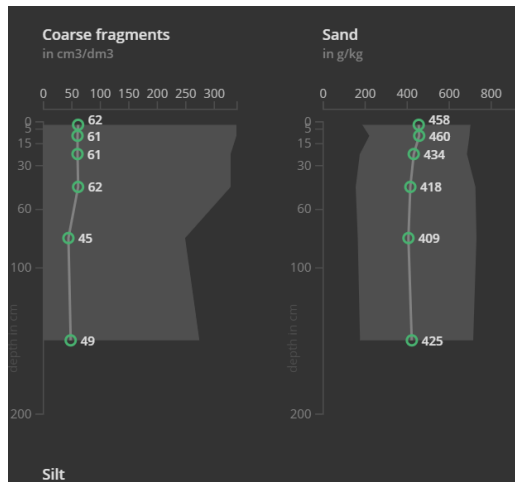 Coarse fragments
in cm3/dm3
0 50 100 150 200 250 300
0
5
15
30
60
100
200
depth in cm
62
61
61
62
45
49
Sand
in g/kg
0 200 400 600 800
0
5
15
30
60
100
200
depth in cm
458
460
434
418
409
425
Silt